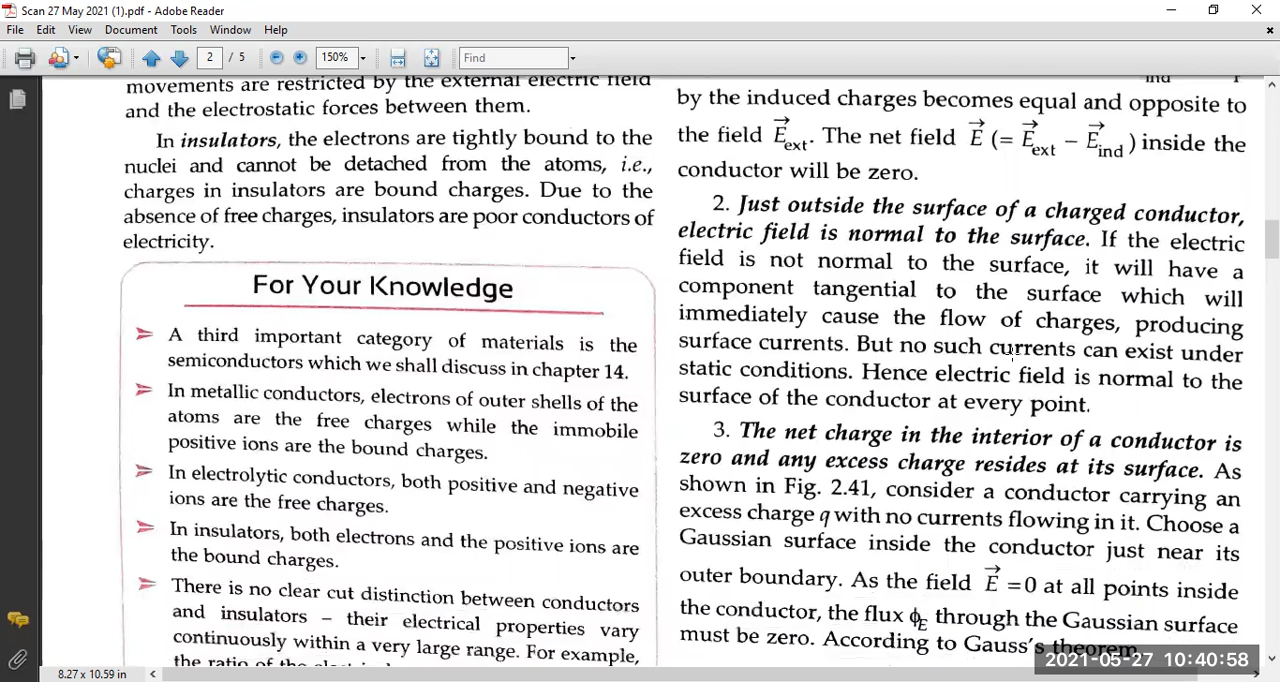 Scan 27 May 2021 (1).pdf - Adobe Reader
File Edit View Document Tools Window Help
2 / 5 150% Find
movements are restricted by the external electric field
and the electrostatic forces between them.
In insulators, the electrons are tightly bound to the
nuclei and cannot be detached from the atoms, i.e.,
charges in insulators are bound charges. Due to the
absence of free charges, insulators are poor conductors of
electricity.
For Your Knowledge
➢ A third important category of materials is the
semiconductors which we shall discuss in chapter 14.
➢ In metallic conductors, electrons of outer shells of the
atoms are the free charges while the immobile
positive ions are the bound charges.
➢ In electrolytic conductors, both positive and negative
ions are the free charges.
➢ In insulators, both electrons and the positive ions are
the bound charges.
➢ There is no clear cut distinction between conductors
and insulators – their electrical properties vary
continuously within a very large range. For example,
the ratio of the
ind
by the induced charges becomes equal and opposite to
the field E⃗ext. The net field E⃗ (= E⃗ext − E⃗ind) inside the
conductor will be zero.
2. Just outside the surface of a charged conductor,
electric field is normal to the surface. If the electric
field is not normal to the surface, it will have a
component tangential to the surface which will
immediately cause the flow of charges, producing
surface currents. But no such currents can exist under
static conditions. Hence electric field is normal to the
surface of the conductor at every point.
3. The net charge in the interior of a conductor is
zero and any excess charge resides at its surface. As
shown in Fig. 2.41, consider a conductor carrying an
excess charge q with no currents flowing in it. Choose a
Gaussian surface inside the conductor just near its
outer boundary. As the field E⃗ =0 at all points inside
the conductor, the flux ϕE through the Gaussian surface
must be zero. According to Gauss's theorem
2021-05-27 10:40:58
8.27 x 10.59 in